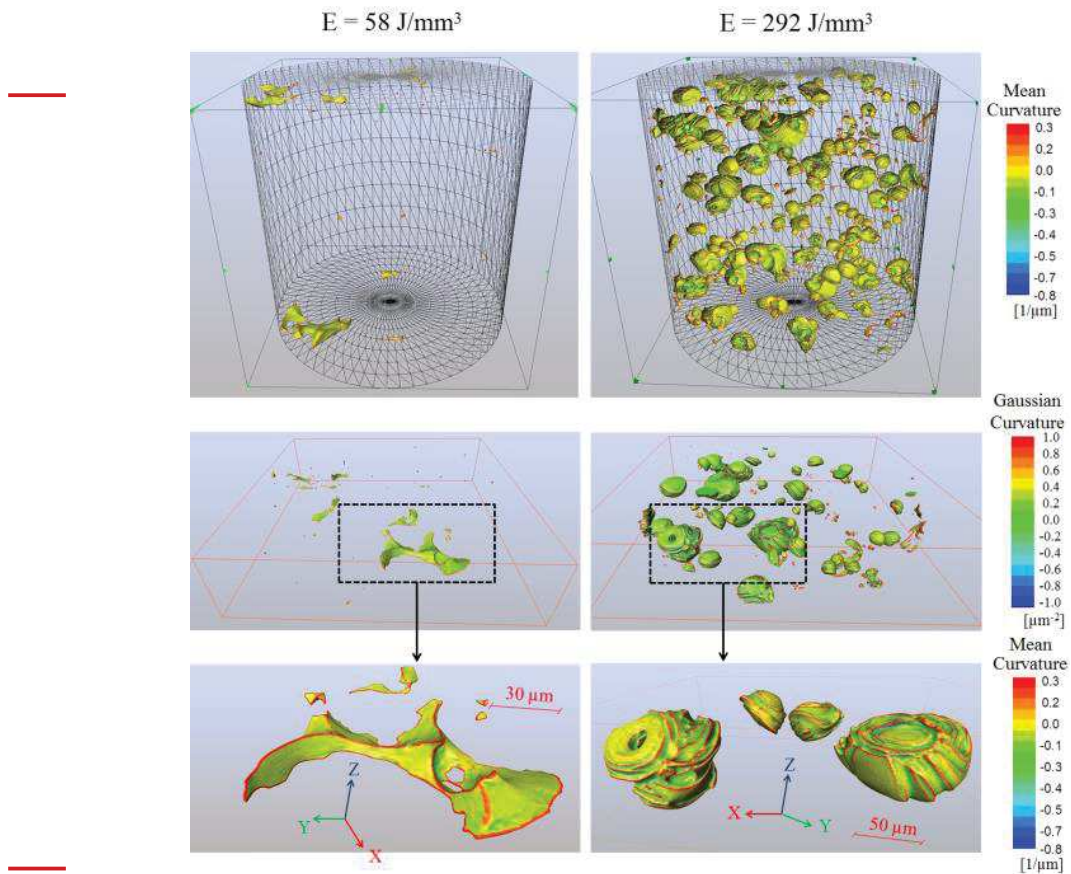 E = 58 J/mm³
E = 292 J/mm³
Mean
Curvature
0.3
0.2
0.0
-0.1
-0.3
-0.4
-0.5
-0.7
-0.8
[1/µm]
Gaussian
Curvature
1.0
0.8
0.6
0.4
0.2
0.0
-0.2
-0.4
-0.6
-0.8
-1.0
[µm⁻²]
30 µm
Z
Y
X
Z
X
Y
50 µm
Mean
Curvature
0.3
0.2
0.0
-0.1
-0.3
-0.4
-0.5
-0.7
-0.8
[1/µm]